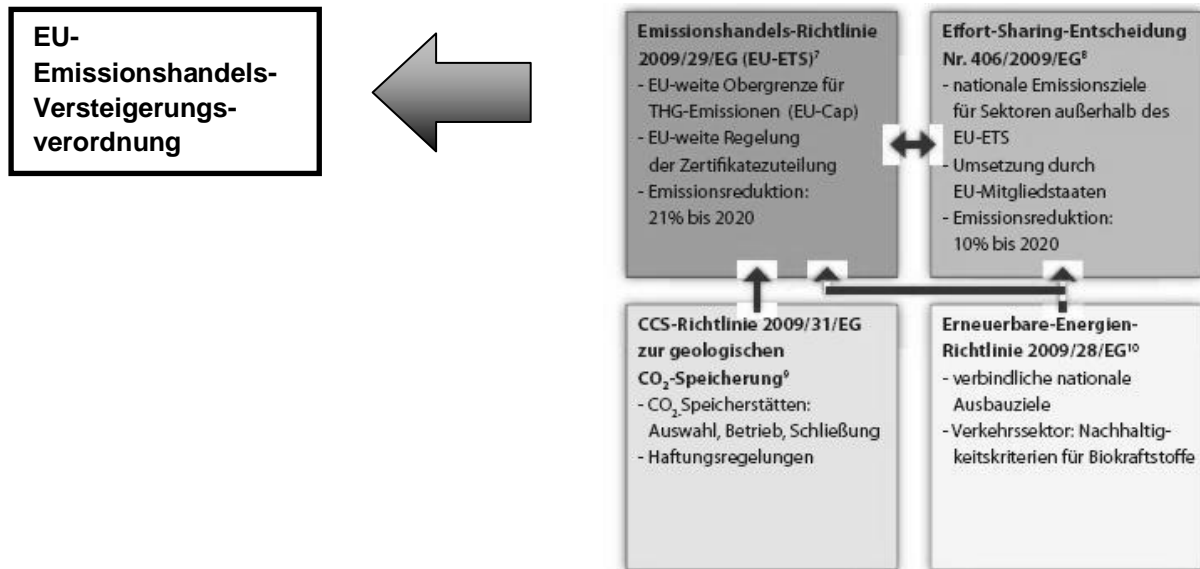 EU-
Emissionshandels-
Versteigerungs-
verordnung
Emissionshandels-Richtlinie
2009/29/EG (EU-ETS)⁷
- EU-weite Obergrenze für
THG-Emissionen (EU-Cap)
- EU-weite Regelung
der Zertifikatezuteilung
- Emissionsreduktion:
21% bis 2020
Effort-Sharing-Entscheidung
Nr. 406/2009/EG⁸
- nationale Emissionsziele
für Sektoren außerhalb des
EU-ETS
- Umsetzung durch
EU-Mitgliedstaaten
- Emissionsreduktion:
10% bis 2020
CCS-Richtlinie 2009/31/EG
zur geologischen
CO₂-Speicherung⁹
- CO₂-Speicherstätten:
Auswahl, Betrieb, Schließung
- Haftungsregelungen
Erneuerbare-Energien-
Richtlinie 2009/28/EG¹⁰
- verbindliche nationale
Ausbauziele
- Verkehrssektor: Nachhaltig-
keitskriterien für Biokraftstoffe